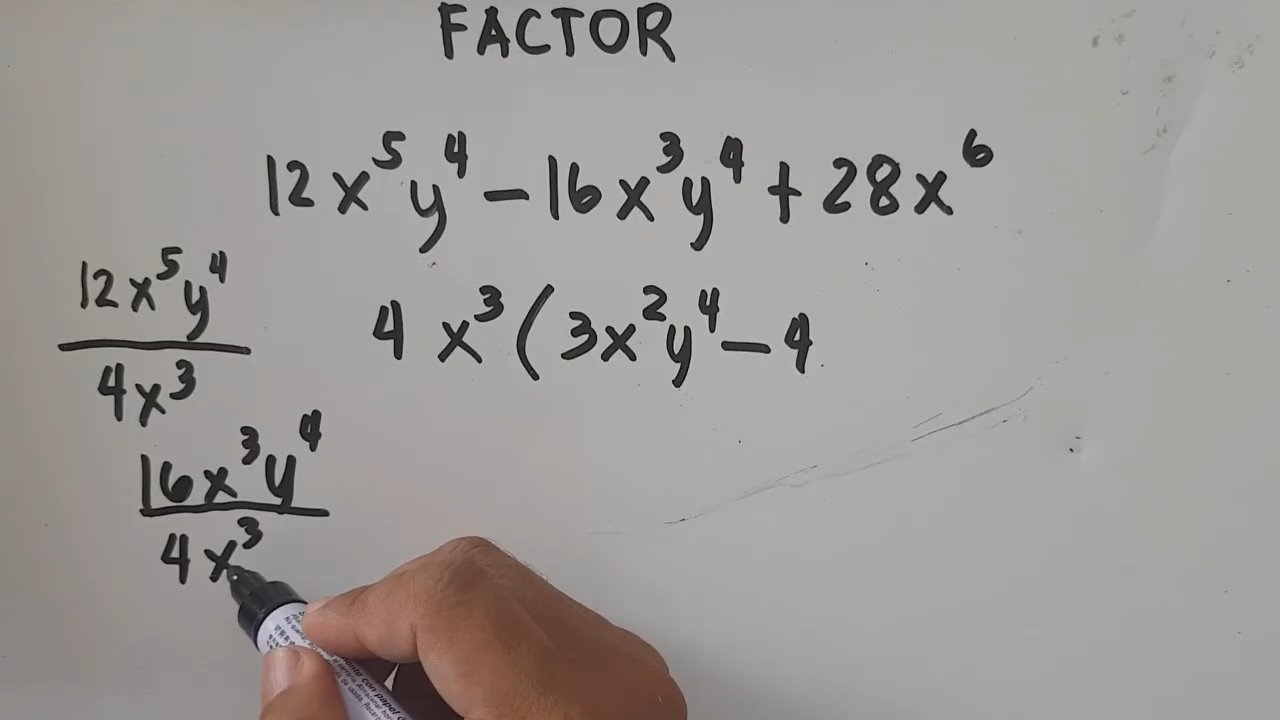 FACTOR
12x⁵y⁴ - 16x³y⁴ + 28x⁶
4x³(3x²y⁴ - 4
12x⁵y⁴
4x³
16x³y⁴
4x³